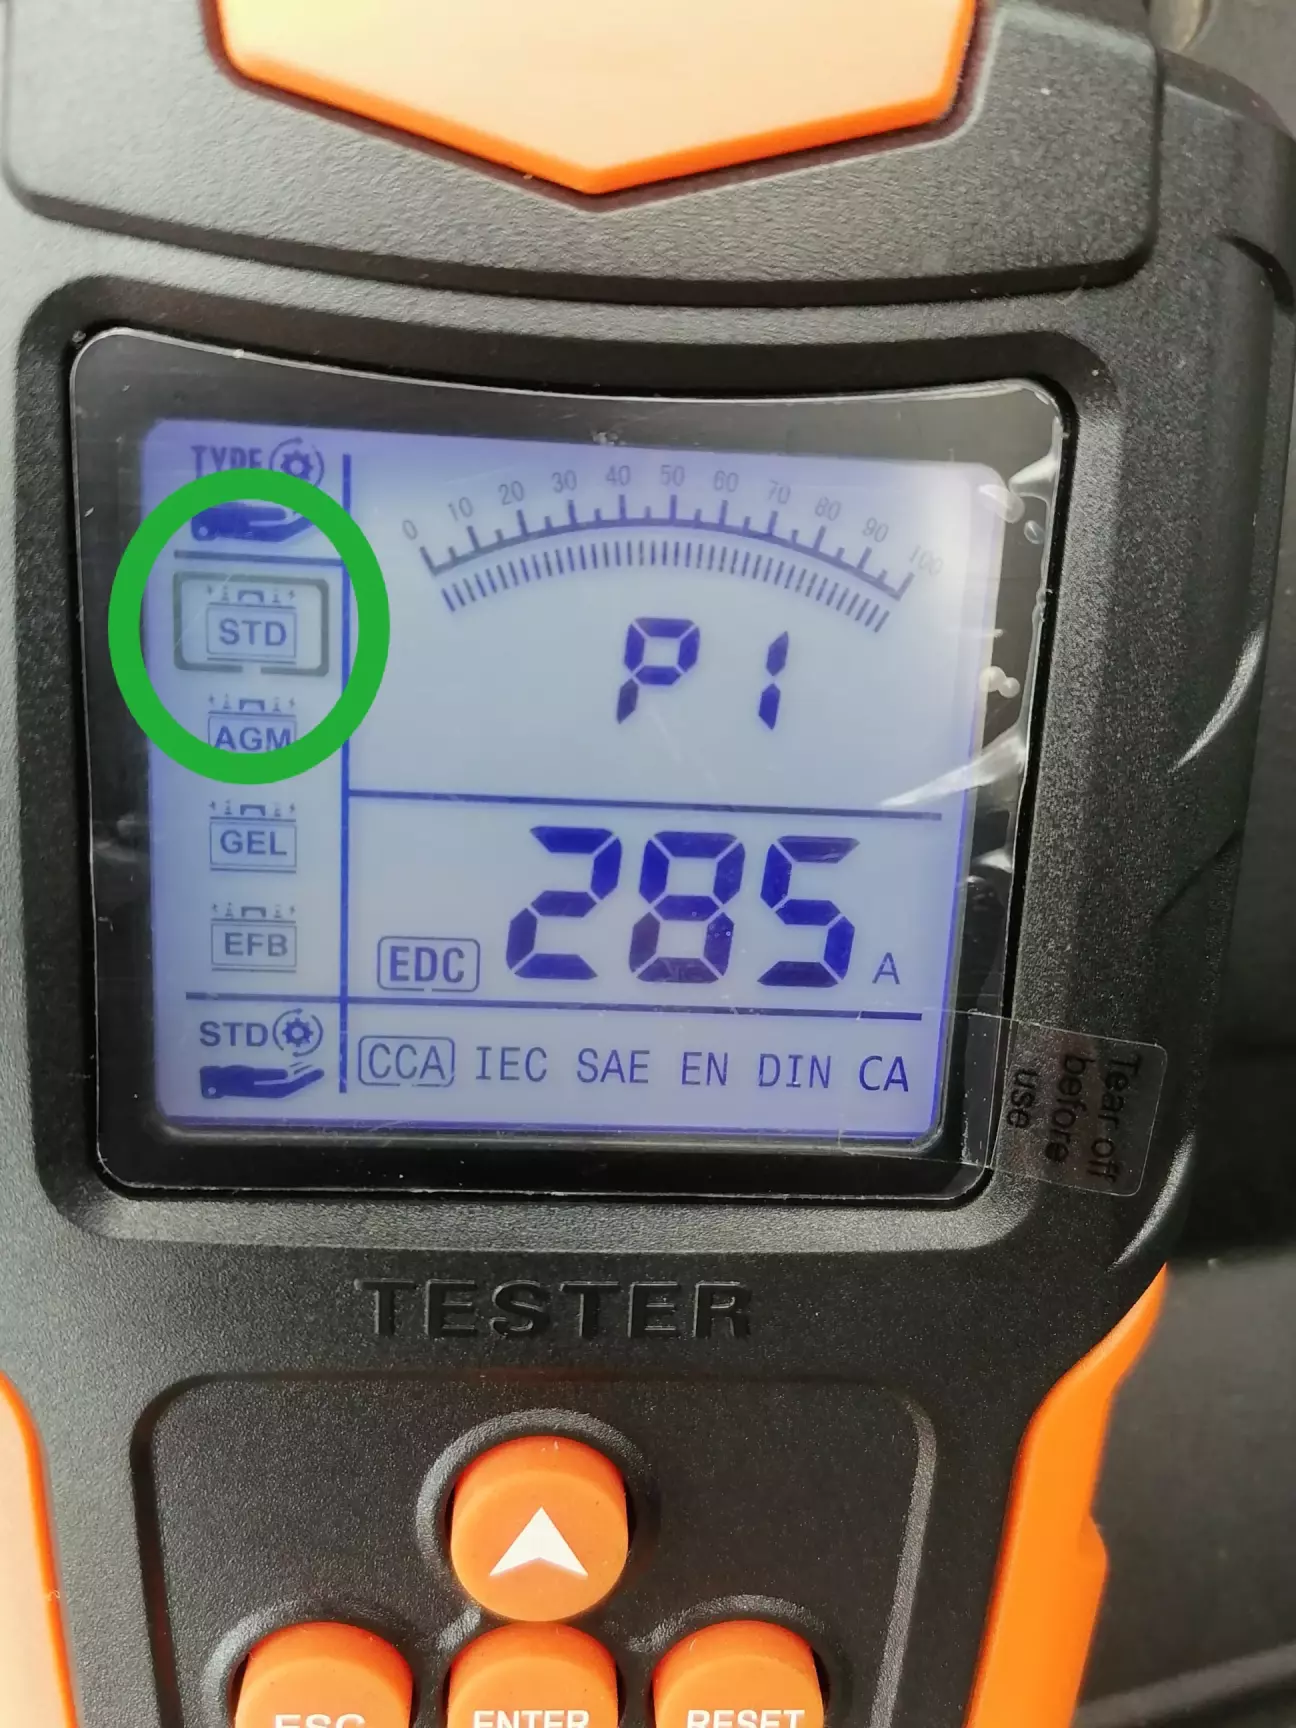 TYPE
0 10 20 30 40 50 60 70 80 90 100
STD
P1
AGM
GEL
285 A
EFB
EDC
STD
CCA IEC SAE EN DIN CA
Tear off
before
use
TESTER
ESC ENTER RESET